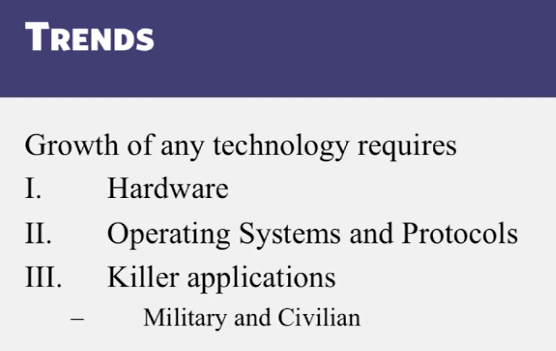 TRENDS
Growth of any technology requires
I. Hardware
II. Operating Systems and Protocols
III. Killer applications
– Military and Civilian